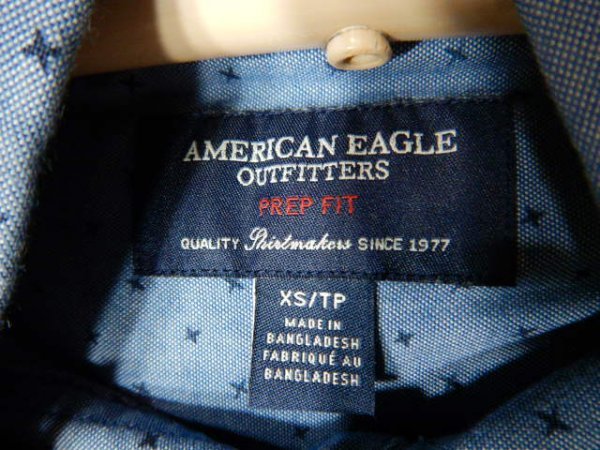 AMERICAN EAGLE
OUTFITTERS
PREP FIT
QUALITY Shirtmakers SINCE 1977
XS/TP
MADE IN
BANGLADESH
FABRIQUÉ AU
BANGLADESH